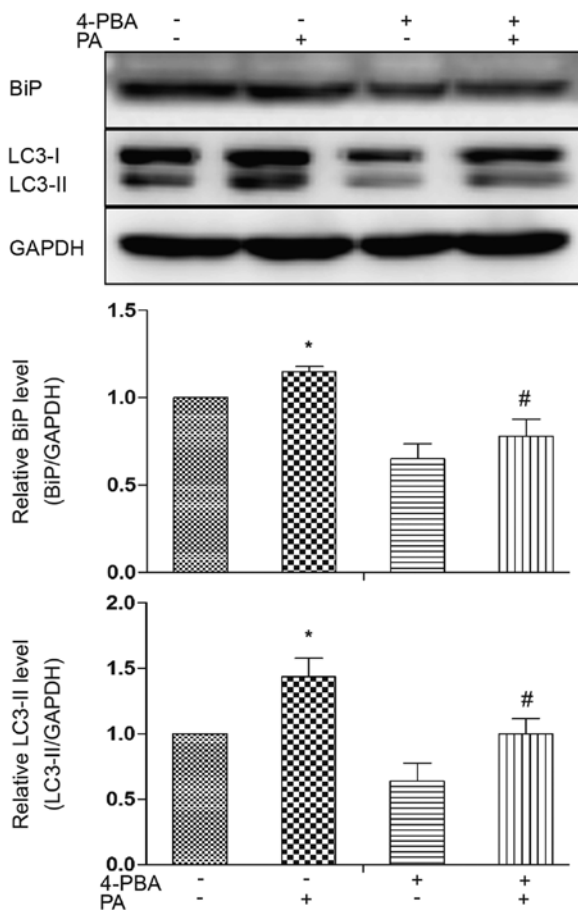 4-PBA - - + +
PA - + - +
BiP
LC3-I
LC3-II
GAPDH
Relative BiP level
(BiP/GAPDH)
1.5
1.0
0.5
0.0
*
#
Relative LC3-II level
(LC3-II/GAPDH)
2.0
1.5
1.0
0.5
0.0
*
#
4-PBA - - + +
PA - + - +